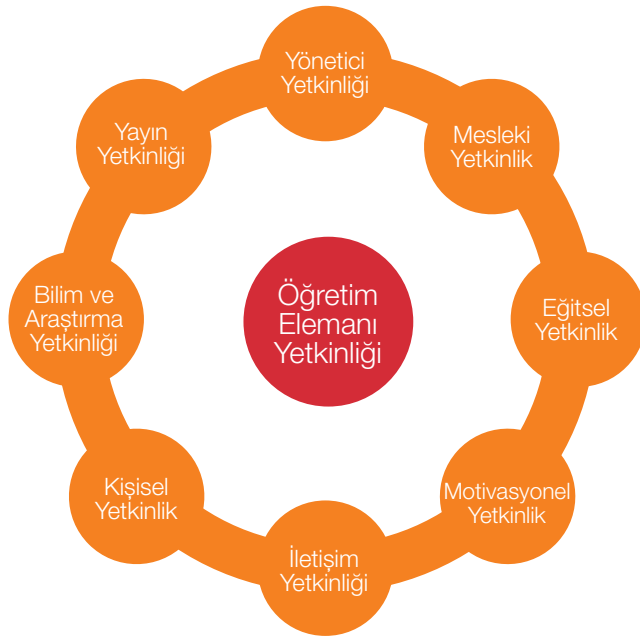 Yönetici
Yetkinliği
Mesleki
Yetkinlik
Eğitsel
Yetkinlik
Motivasyonel
Yetkinlik
İletişim
Yetkinliği
Kişisel
Yetkinlik
Bilim ve
Araştırma
Yetkinliği
Yayın
Yetkinliği
Öğretim
Elemanı
Yetkinliği